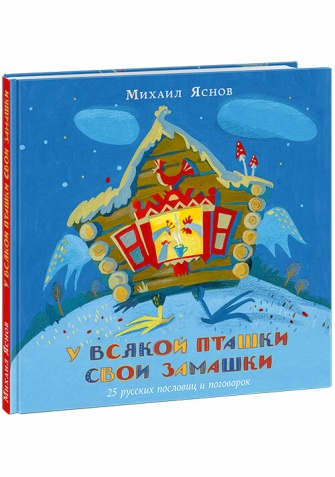 Михаил Яснов
У ВСЯКОЙ ПТАШКИ
СВОИ ЗАМАШКИ
25 русских пословиц и поговорок
Михаил Яснов
У ВСЯКОЙ ПТАШКИ СВОИ ЗАМАШКИ